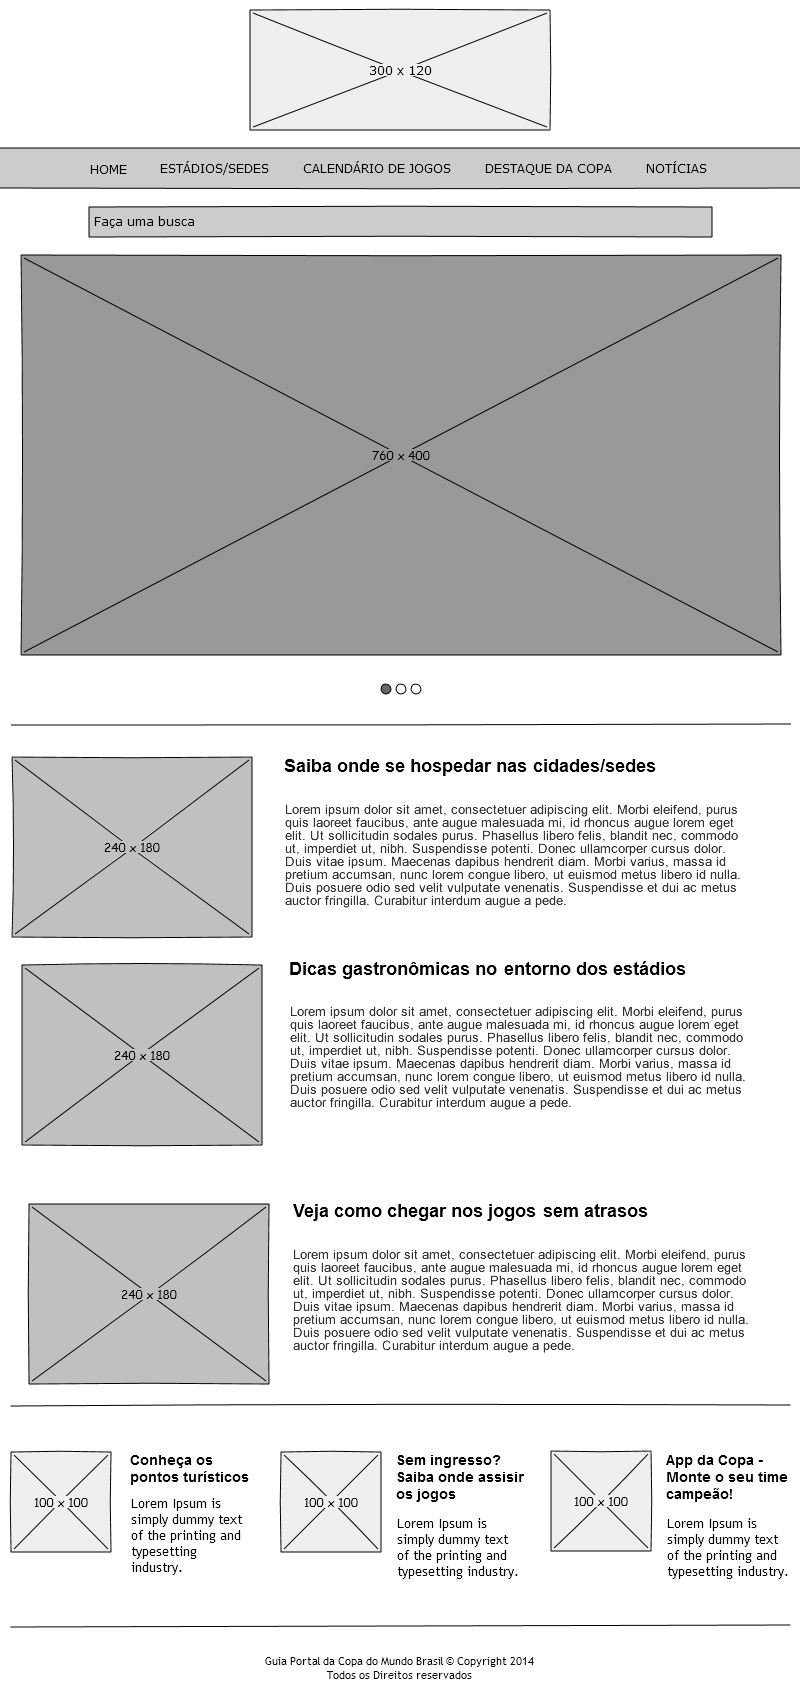 300 x 120
HOME ESTÁDIOS/SEDES CALENDÁRIO DE JOGOS DESTAQUE DA COPA NOTÍCIAS
Faça uma busca
760 x 400
Saiba onde se hospedar nas cidades/sedes
240 x 180
Lorem ipsum dolor sit amet, consectetuer adipiscing elit. Morbi eleifend, purus
quis laoreet faucibus, ante augue malesuada mi, id rhoncus augue lorem eget
elit. Ut sollicitudin sodales purus. Phasellus libero felis, blandit nec, commodo
ut, imperdiet ut, nibh. Suspendisse potenti. Donec ullamcorper cursus dolor.
Duis vitae ipsum. Maecenas dapibus hendrerit diam. Morbi varius, massa id
pretium accumsan, nunc lorem congue libero, ut euismod metus libero id nulla.
Duis posuere odio sed velit vulputate venenatis. Suspendisse et dui ac metus
auctor fringilla. Curabitur interdum augue a pede.
Dicas gastronômicas no entorno dos estádios
240 x 180
Lorem ipsum dolor sit amet, consectetuer adipiscing elit. Morbi eleifend, purus
quis laoreet faucibus, ante augue malesuada mi, id rhoncus augue lorem eget
elit. Ut sollicitudin sodales purus. Phasellus libero felis, blandit nec, commodo
ut, imperdiet ut, nibh. Suspendisse potenti. Donec ullamcorper cursus dolor.
Duis vitae ipsum. Maecenas dapibus hendrerit diam. Morbi varius, massa id
pretium accumsan, nunc lorem congue libero, ut euismod metus libero id nulla.
Duis posuere odio sed velit vulputate venenatis. Suspendisse et dui ac metus
auctor fringilla. Curabitur interdum augue a pede.
Veja como chegar nos jogos sem atrasos
240 x 180
Lorem ipsum dolor sit amet, consectetuer adipiscing elit. Morbi eleifend, purus
quis laoreet faucibus, ante augue malesuada mi, id rhoncus augue lorem eget
elit. Ut sollicitudin sodales purus. Phasellus libero felis, blandit nec, commodo
ut, imperdiet ut, nibh. Suspendisse potenti. Donec ullamcorper cursus dolor.
Duis vitae ipsum. Maecenas dapibus hendrerit diam. Morbi varius, massa id
pretium accumsan, nunc lorem congue libero, ut euismod metus libero id nulla.
Duis posuere odio sed velit vulputate venenatis. Suspendisse et dui ac metus
auctor fringilla. Curabitur interdum augue a pede.
100 x 100
Conheça os
pontos turísticos
Lorem Ipsum is
simply dummy text
of the printing and
typesetting
industry.
100 x 100
Sem ingresso?
Saiba onde assisir
os jogos
Lorem Ipsum is
simply dummy text
of the printing and
typesetting industry.
100 x 100
App da Copa -
Monte o seu time
campeão!
Lorem Ipsum is
simply dummy text
of the printing and
typesetting industry.
Guia Portal da Copa do Mundo Brasil © Copyright 2014
Todos os Direitos reservados